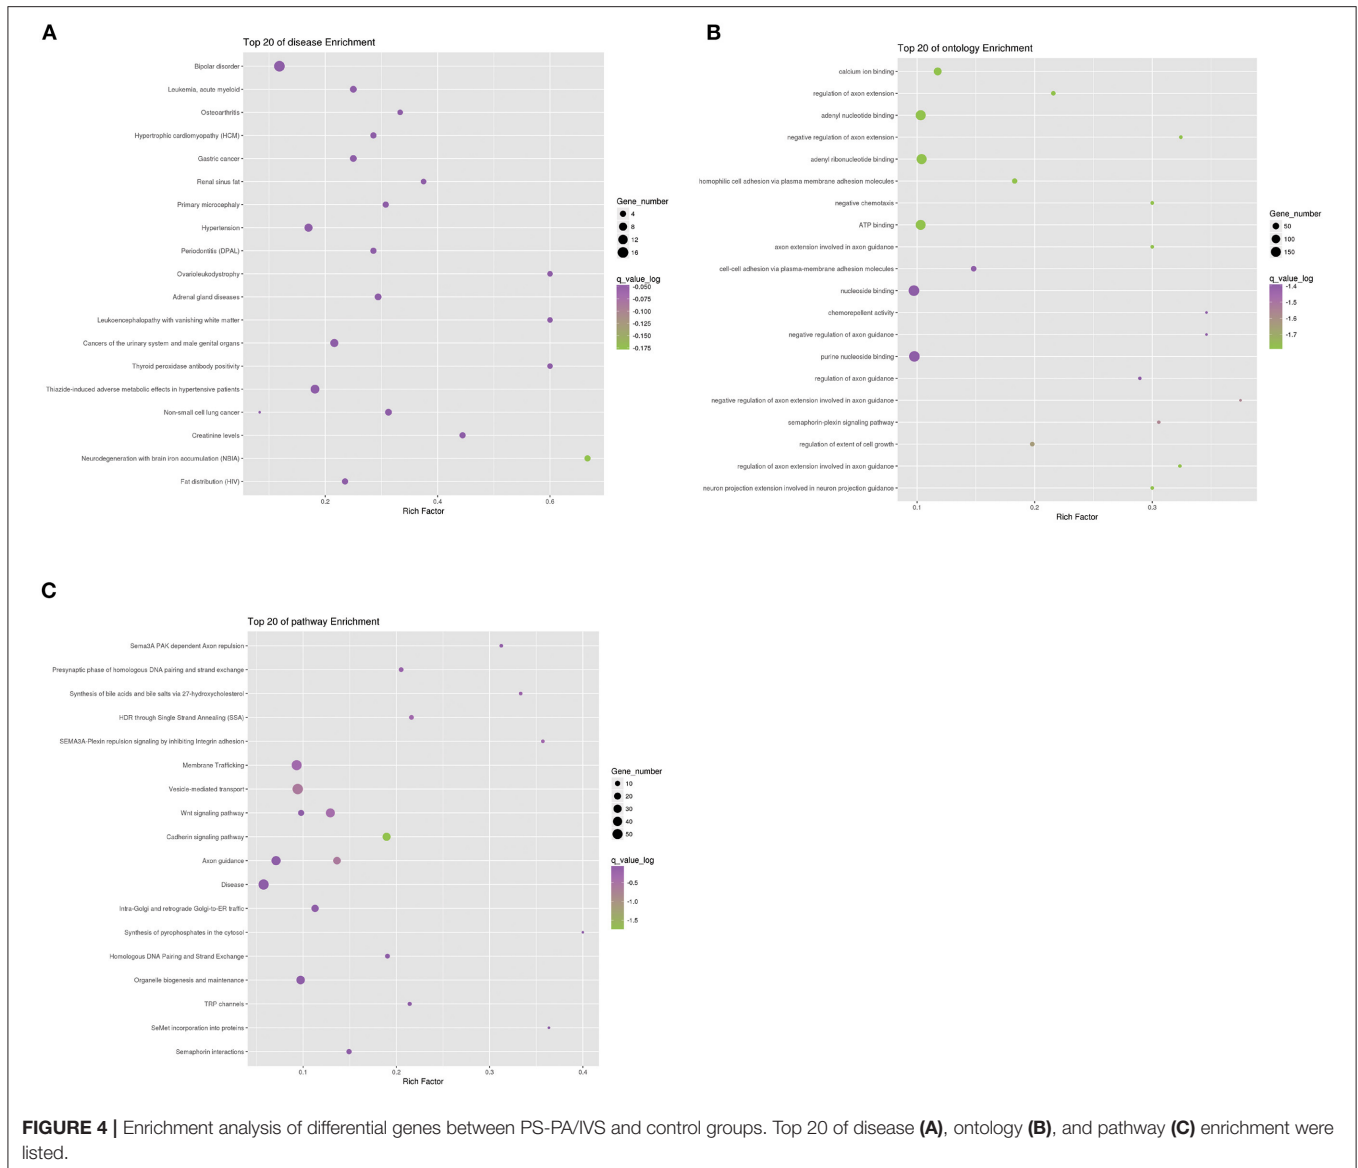 A
Top 20 of disease Enrichment
Bipolar disorder
Leukemia, acute myeloid
Osteoarthritis
Hypertrophic cardiomyopathy (HCM)
Gastric cancer
Renal sinus fat
Primary microcephaly
Hypertension
Periodontitis (DPAL)
Ovarioleukodystrophy
Adrenal gland diseases
Leukoencephalopathy with vanishing white matter
Cancers of the urinary system and male genital organs
Thyroid peroxidase antibody positivity
Thiazide-induced adverse metabolic effects in hypertensive patients
Non-small cell lung cancer
Creatinine levels
Neurodegeneration with brain iron accumulation (NBIA)
Fat distribution (HIV)
0.2 0.4 0.6
Rich Factor
Gene_number
4
8
12
16
q_value_log
-0.050
-0.075
-0.100
-0.125
-0.150
-0.175
B
Top 20 of ontology Enrichment
calcium ion binding
regulation of axon extension
adenyl nucleotide binding
negative regulation of axon extension
adenyl ribonucleotide binding
homophilic cell adhesion via plasma membrane adhesion molecules
negative chemotaxis
ATP binding
axon extension involved in axon guidance
cell-cell adhesion via plasma-membrane adhesion molecules
nucleoside binding
chemorepellent activity
negative regulation of axon guidance
purine nucleoside binding
regulation of axon guidance
negative regulation of axon extension involved in axon guidance
semaphorin-plexin signaling pathway
regulation of extent of cell growth
regulation of axon extension involved in axon guidance
neuron projection extension involved in neuron projection guidance
0.1 0.2 0.3
Rich Factor
Gene_number
50
100
150
q_value_log
-1.4
-1.5
-1.6
-1.7
C
Top 20 of pathway Enrichment
Sema3A PAK dependent Axon repulsion
Presynaptic phase of homologous DNA pairing and strand exchange
Synthesis of bile acids and bile salts via 27-hydroxycholesterol
HDR through Single Strand Annealing (SSA)
SEMA3A-Plexin repulsion signaling by inhibiting Integrin adhesion
Membrane Trafficking
Vesicle-mediated transport
Wnt signaling pathway
Cadherin signaling pathway
Axon guidance
Disease
Intra-Golgi and retrograde Golgi-to-ER traffic
Synthesis of pyrophosphates in the cytosol
Homologous DNA Pairing and Strand Exchange
Organelle biogenesis and maintenance
TRP channels
SeMet incorporation into proteins
Semaphorin interactions
0.1 0.2 0.3 0.4
Rich Factor
Gene_number
10
20
30
40
50
q_value_log
-0.5
-1.0
-1.5
FIGURE 4 | Enrichment analysis of differential genes between PS-PA/IVS and control groups. Top 20 of disease (A), ontology (B), and pathway (C) enrichment were
listed.